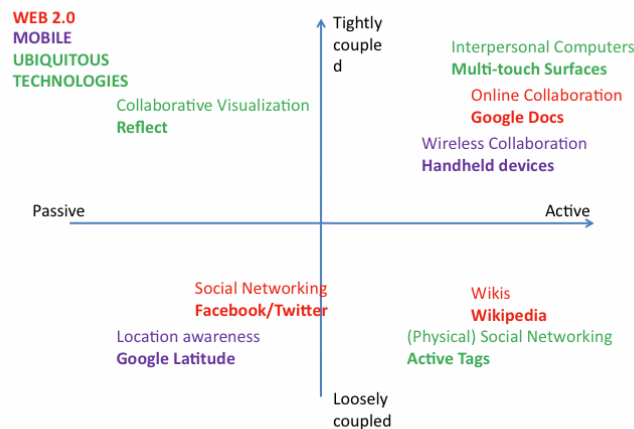 WEB 2.0
MOBILE
UBIQUITOUS
TECHNOLOGIES
Tightly
couple
d
Interpersonal Computers
Multi-touch Surfaces
Online Collaboration
Google Docs
Collaborative Visualization
Reflect
Wireless Collaboration
Handheld devices
Passive
Active
Social Networking
Facebook/Twitter
Wikis
Wikipedia
Location awareness
Google Latitude
(Physical) Social Networking
Active Tags
Loosely
coupled